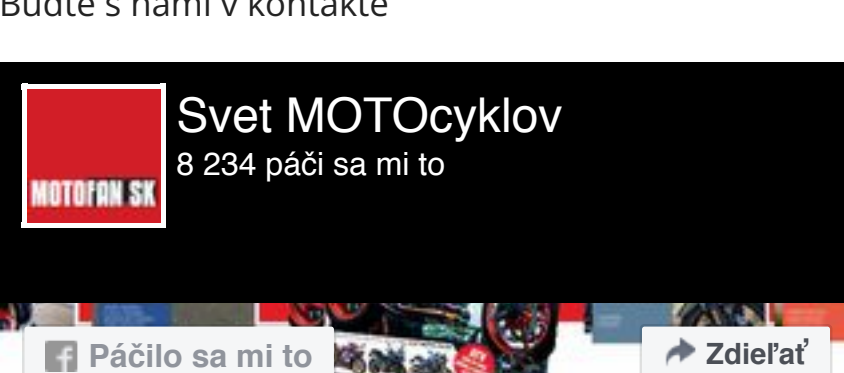 Buďte s nami v kontakte
Svet MOTOcyklov
8 234 páči sa mi to
MOTOFAN SK
Páčilo sa mi to
Zdieľať